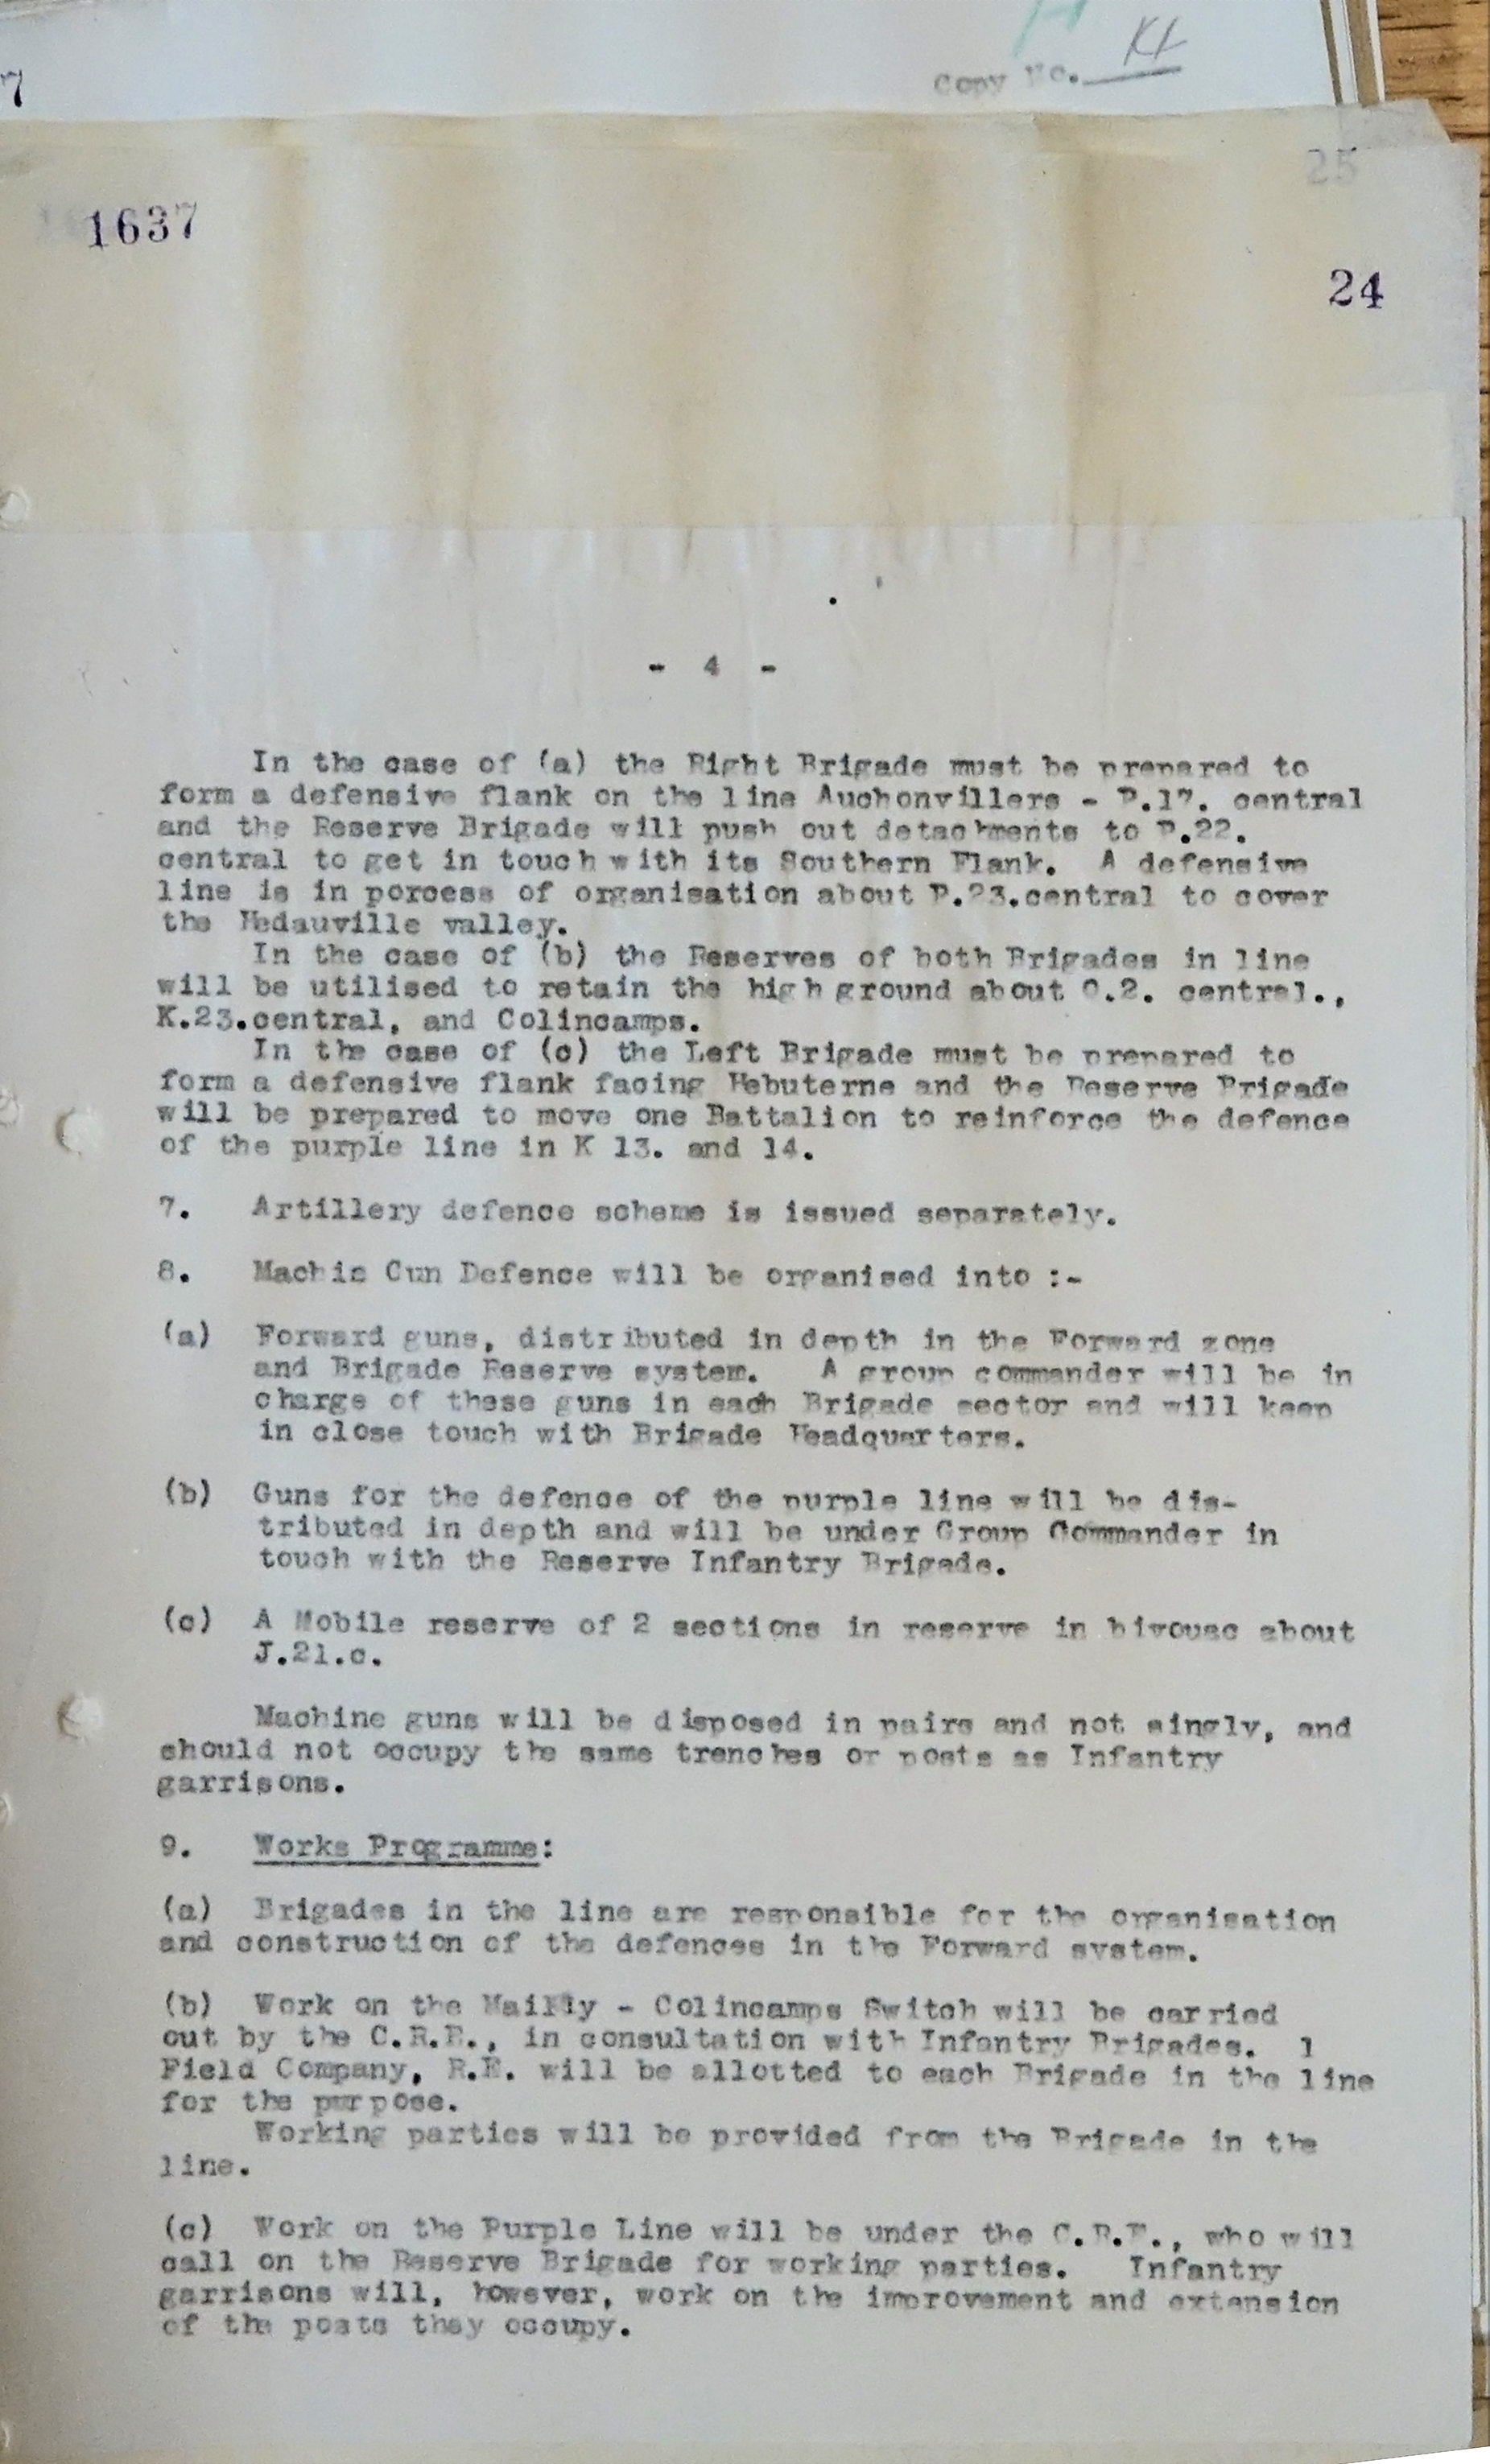 Copy No.
7
25
1637
24
- 4 -
In the case of (a) the Right Brigade must be prepared to
form a defensive flank on the line Auchonvillers - P.17. central
and the Reserve Brigade will push out detachments to P.22.
central to get in touch with its Southern Flank. A defensive
line is in porcess of organisation about P.23.central to cover
the Hedauville valley.
In the case of (b) the Reserves of both Brigades in line
will be utilised to retain the high ground about Q.2. central.,
K.23.central, and Colincamps.
In the case of (c) the Left Brigade must be prepared to
form a defensive flank facing Hebuterne and the Reserve Brigade
will be prepared to move one Battalion to reinforce the defence
of the purple line in K 13. and 14.
7. Artillery defence scheme is issued separately.
8. Machin Gun Defence will be organised into :-
(a) Forward guns, distributed in depth in the Forward zone
and Brigade Reserve system. A group commander will be in
charge of these guns in each Brigade sector and will keep
in close touch with Brigade Headquarters.
(b) Guns for the defence of the purple line will be dis-
tributed in depth and will be under Group Commander in
touch with the Reserve Infantry Brigade.
(c) A Mobile reserve of 2 sections in reserve in bivouac about
J.21.c.
Machine guns will be disposed in pairs and not singly, and
should not occupy the same trenches or posts as Infantry
garrisons.
9. Works Programme:
(a) Brigades in the line are responsible for the organisation
and construction of the defences in the Forward system.
(b) Work on the Mailly - Colincamps Switch will be carried
out by the C.R.E., in consultation with Infantry Brigades. 1
Field Company, R.E. will be allotted to each Brigade in the line
for the purpose.
Working parties will be provided from the Brigade in the
line.
(c) Work on the Purple Line will be under the C.R.E., who will
call on the Reserve Brigade for working parties. Infantry
garrisons will, however, work on the improvement and extension
of the posts they occupy.